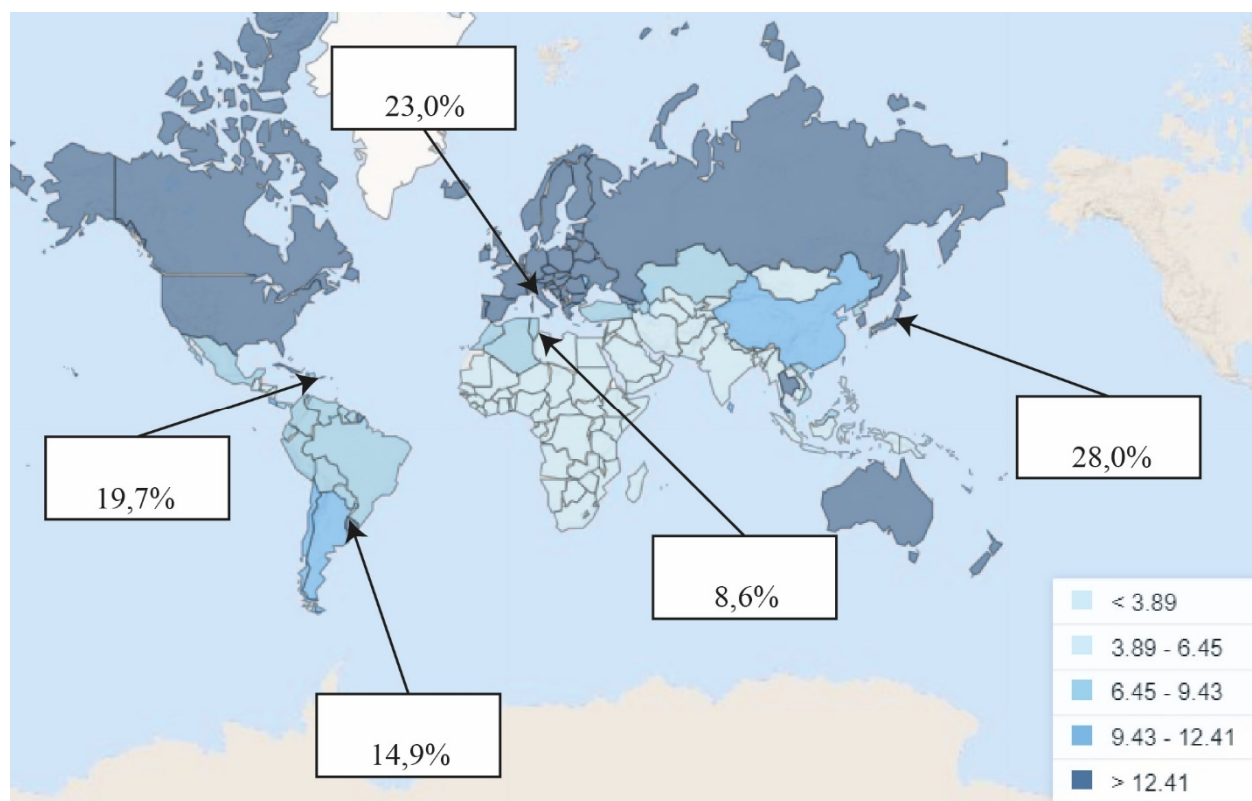 23,0%
19,7%
28,0%
8,6%
14,9%
< 3.89
3.89 - 6.45
6.45 - 9.43
9.43 - 12.41
> 12.41